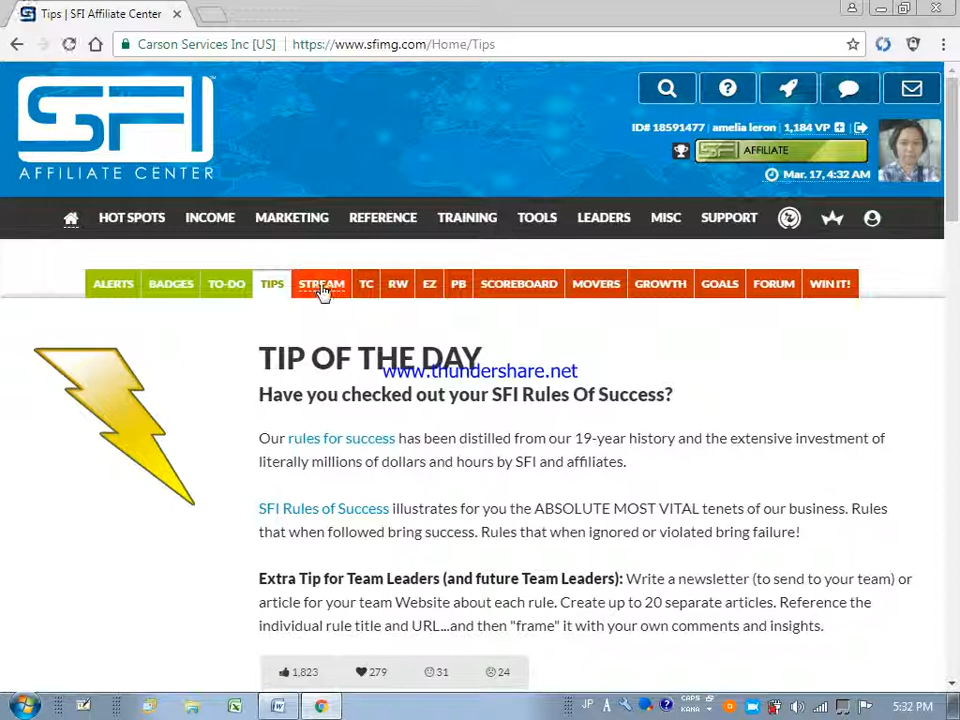 Tips | SFI Affiliate Center
Carson Services Inc [US] https://www.sfimg.com/Home/Tips
SFI
AFFILIATE CENTER
ID# 18591477 amelia leron 1,184 VP
SFI AFFILIATE
Mar. 17, 4:32 AM
HOT SPOTS INCOME MARKETING REFERENCE TRAINING TOOLS LEADERS MISC SUPPORT
ALERTS BADGES TO-DO TIPS STREAM TC RW EZ PB SCOREBOARD MOVERS GROWTH GOALS FORUM WIN IT!
TIP OF THE DAY
www.thundershare.net
Have you checked out your SFI Rules Of Success?
Our rules for success has been distilled from our 19-year history and the extensive investment of
literally millions of dollars and hours by SFI and affiliates.
SFI Rules of Success illustrates for you the ABSOLUTE MOST VITAL tenets of our business. Rules
that when followed bring success. Rules that when ignored or violated bring failure!
Extra Tip for Team Leaders (and future Team Leaders): Write a newsletter (to send to your team) or
article for your team Website about each rule. Create up to 20 separate articles. Reference the
individual rule title and URL...and then "frame" it with your own comments and insights.
1,823 279 31 24
JP A CAPS KANA 5:32 PM